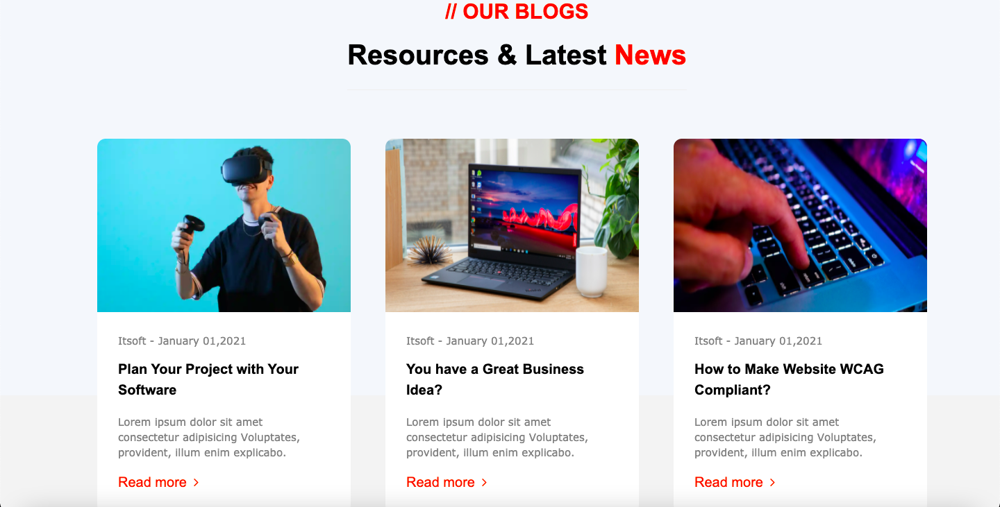 // OUR BLOGS
Resources & Latest News
Itsoft - January 01,2021
Plan Your Project with Your
Software
Lorem ipsum dolor sit amet
consectetur adipisicing Voluptates,
provident, illum enim explicabo.
Read more
Itsoft - January 01,2021
You have a Great Business
Idea?
Lorem ipsum dolor sit amet
consectetur adipisicing Voluptates,
provident, illum enim explicabo.
Read more
Itsoft - January 01,2021
How to Make Website WCAG
Compliant?
Lorem ipsum dolor sit amet
consectetur adipisicing Voluptates,
provident, illum enim explicabo.
Read more